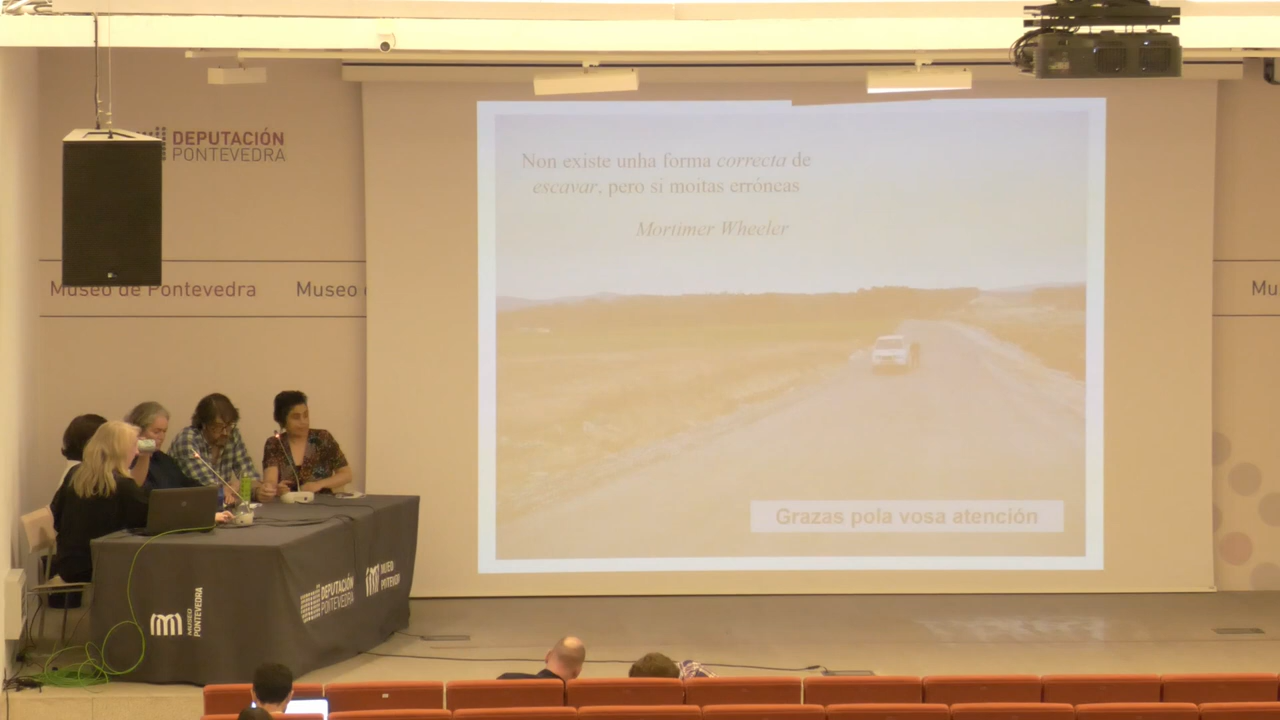 DEPUTACIÓN
PONTEVEDRA
Museo de Pontevedra
Museo
Mu
Non existe unha forma correcta de
escavar, pero si moitas erróneas
Mortimer Wheeler
Grazas pola vosa atención
MUSEO
PONTEVEDRA
DEPUTACIÓN
PONTEVEDRA
MUSEO
PONTEVEDRA